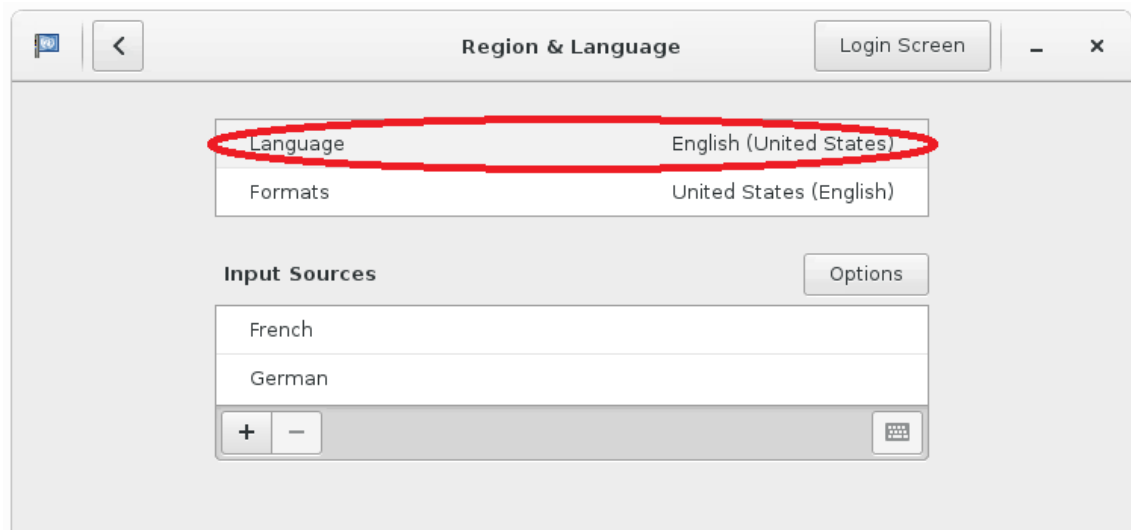 Region & Language
Login Screen
Language English (United States)
Formats United States (English)
Input Sources
Options
French
German